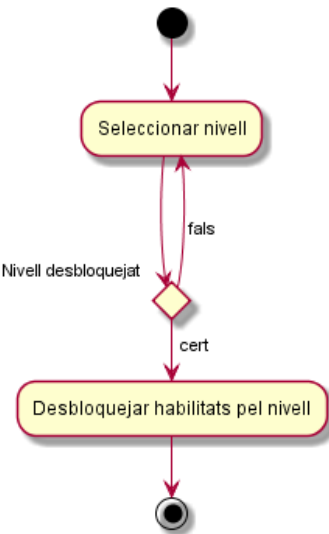 Seleccionar nivell
fals
Nivell desbloquejat
cert
Desbloquejar habilitats pel nivell